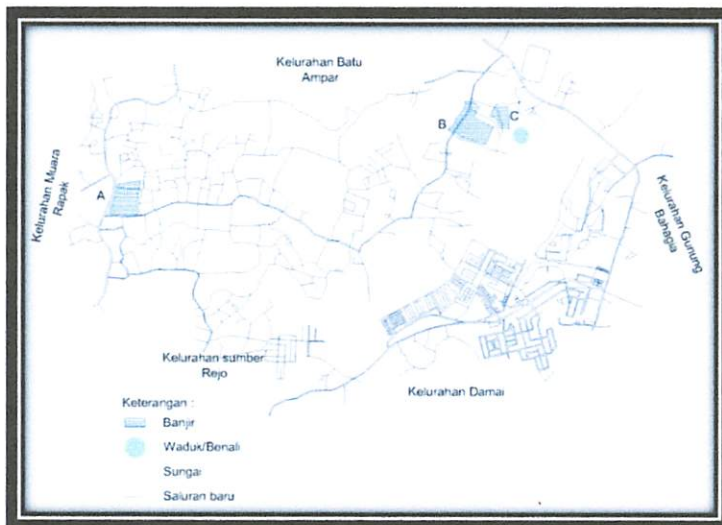 Kelurahan Batu
Ampar
B
C
A
Kelurahan Muara
Rapak
Kelurahan Gunung
Bahagia
Kelurahan sumber
Rejo
Kelurahan Damai
Keterangan :
Banjir
Waduk/Benali
Sungai
Saluran baru